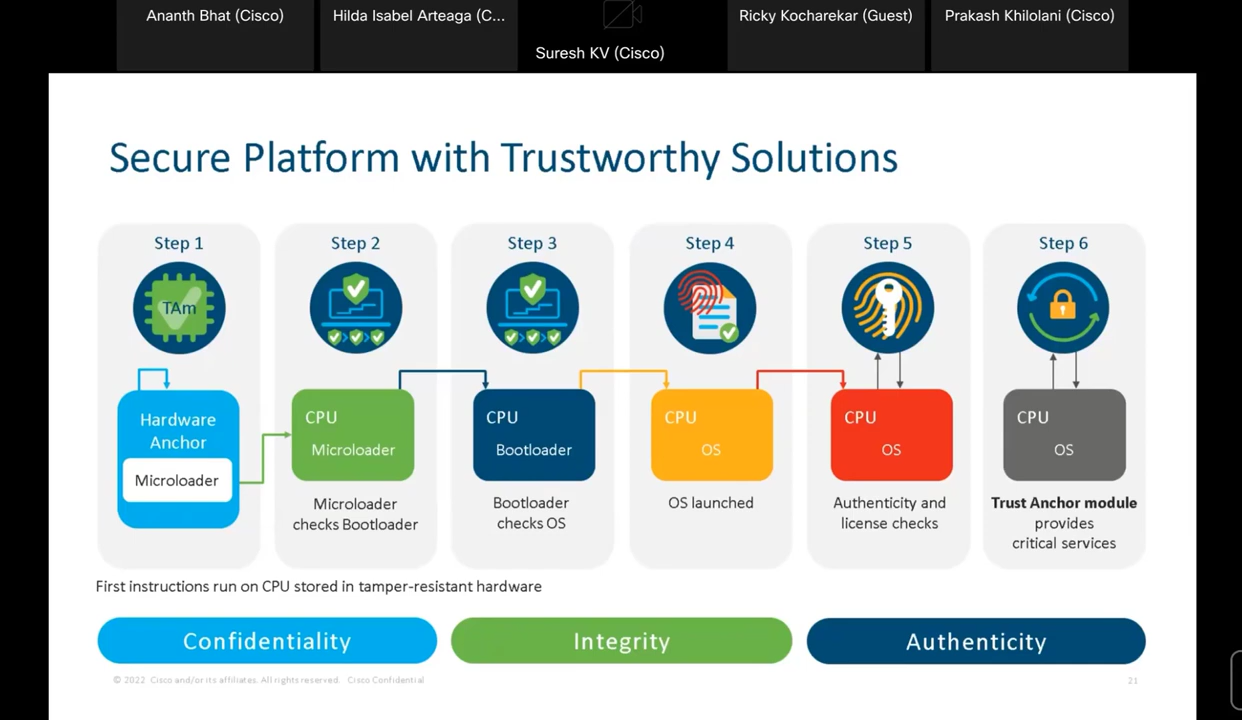 Ananth Bhat (Cisco)
Hilda Isabel Arteaga (C...
Suresh KV (Cisco)
Ricky Kocharekar (Guest)
Prakash Khilolani (Cisco)
Secure Platform with Trustworthy Solutions
Step 1
TAm
Hardware
Anchor
Microloader
Step 2
CPU
Microloader
Microloader
checks Bootloader
Step 3
CPU
Bootloader
Bootloader
checks OS
Step 4
CPU
OS
OS launched
Step 5
CPU
OS
Authenticity and
license checks
Step 6
CPU
OS
Trust Anchor module
provides
critical services
First instructions run on CPU stored in tamper-resistant hardware
Confidentiality
Integrity
Authenticity
© 2022 Cisco and/or its affiliates. All rights reserved. Cisco Confidential
21